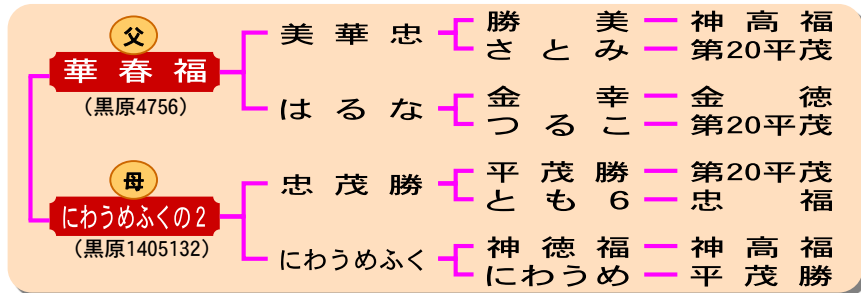 父
華春福
(黒原4756)
美華忠
勝美 神高福
さとみ 第20平茂
はるな
金幸 金徳
つるこ 第20平茂
母
にわうめふくの2
(黒原1405132)
忠茂勝
平茂勝 第20平茂
とも6 忠福
にわうめふく
神徳福 神高福
にわうめ 平茂勝